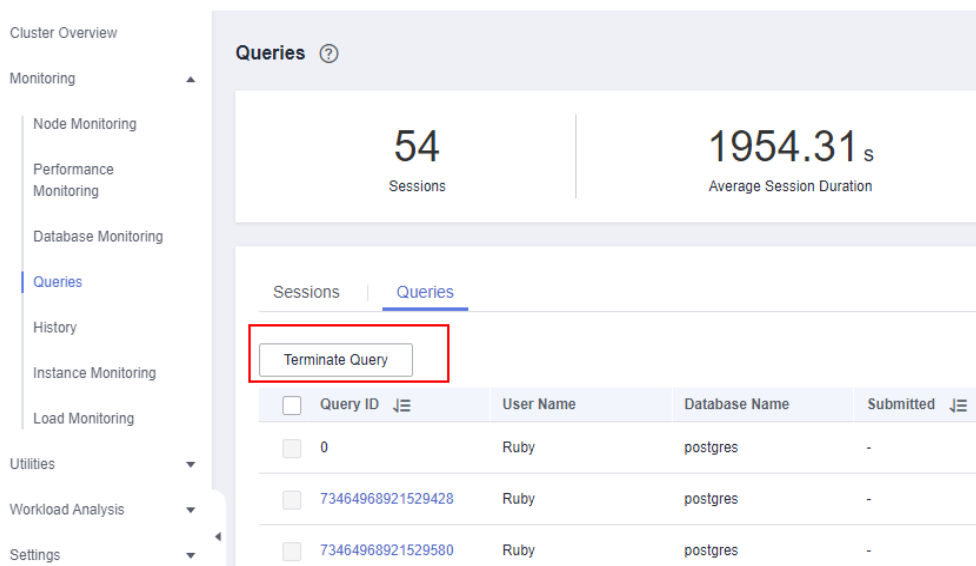 Cluster Overview
Monitoring
Node Monitoring
Performance
Monitoring
Database Monitoring
Queries
History
Instance Monitoring
Load Monitoring
Utilities
Workload Analysis
Settings
Queries ?
54
Sessions
1954.31 s
Average Session Duration
Sessions Queries
Terminate Query
Query ID User Name Database Name Submitted
0 Ruby postgres -
73464968921529428 Ruby postgres -
73464968921529580 Ruby postgres -